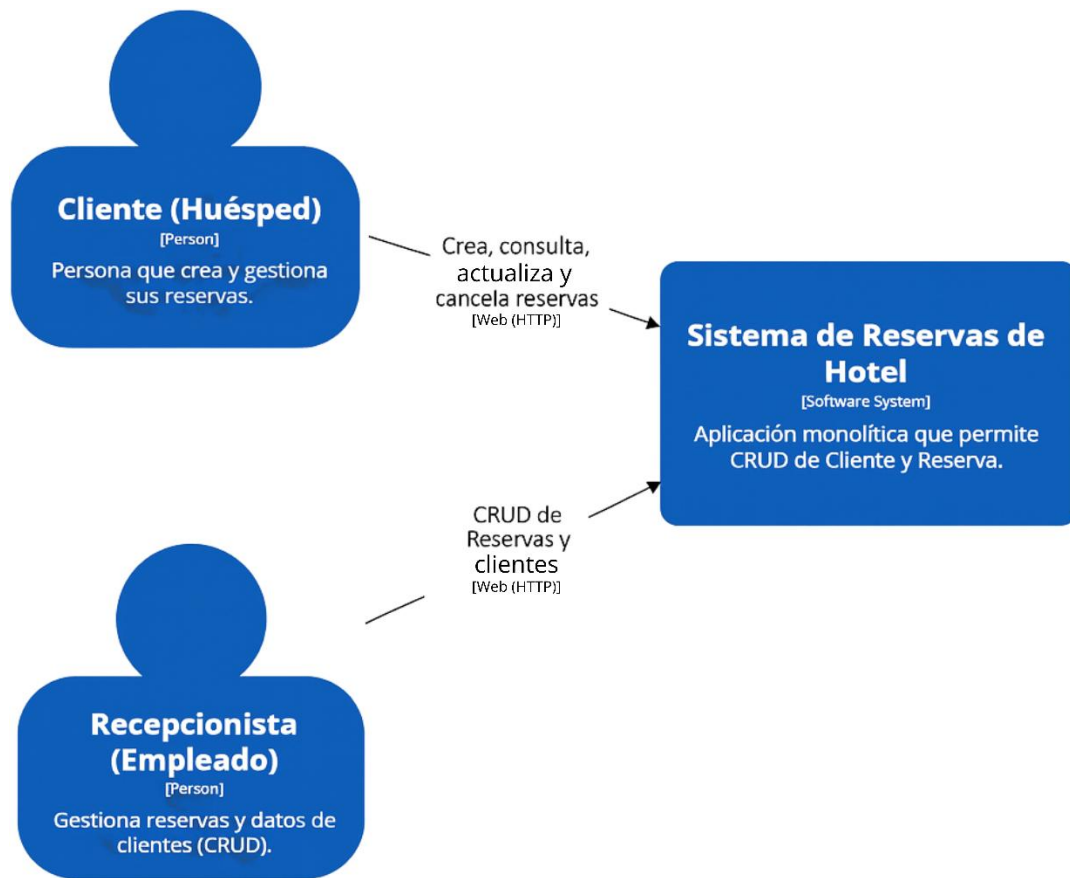 Cliente (Huésped)
[Person]
Persona que crea y gestiona
sus reservas.
Crea, consulta,
actualiza y
cancela reservas
[Web (HTTP)]
Sistema de Reservas de
Hotel
[Software System]
Aplicación monolítica que permite
CRUD de Cliente y Reserva.
CRUD de
Reservas y
clientes
[Web (HTTP)]
Recepcionista
(Empleado)
[Person]
Gestiona reservas y datos de
clientes (CRUD).